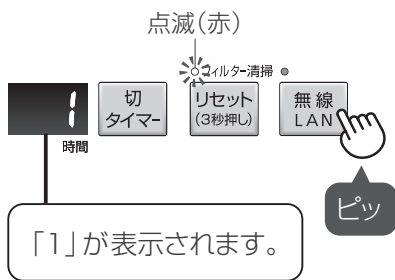 点滅（赤）
フィルター清掃
1
切
タイマー
リセット
(3秒押し)
無線
LAN
時間
ピッ
「1」が表示されます。